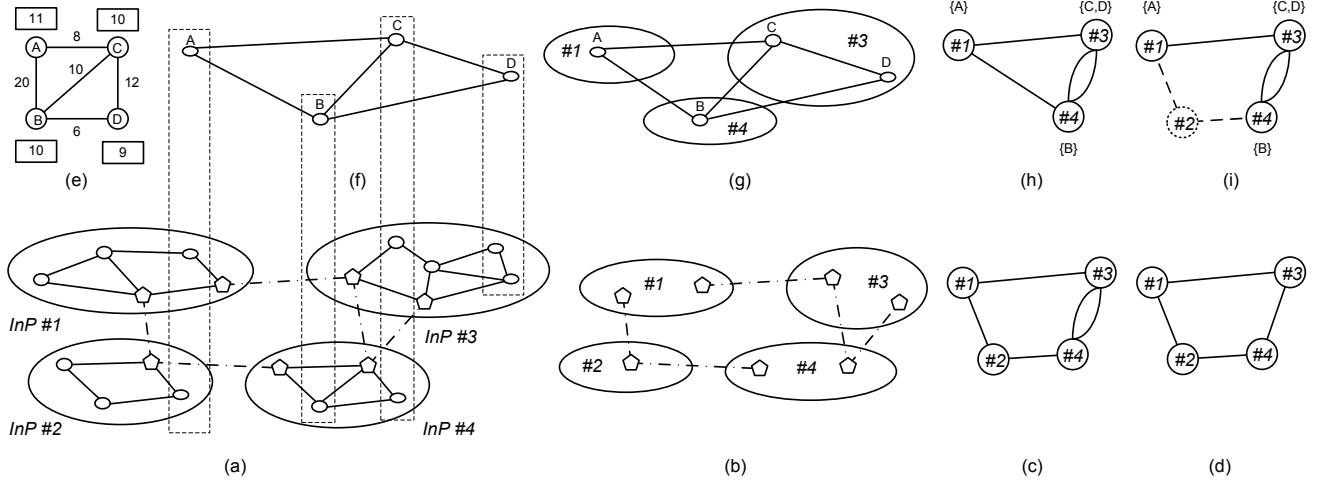 11
10
A
8
C
20
10
12
B
6
D
10
9
(e)
A
C
D
B
(f)
#1
A
C
#3
D
B
#4
(g)
{A}
{C,D}
#1
#3
#4
{B}
(h)
{A}
{C,D}
#1
#3
#2
#4
{B}
(i)
InP #1
InP #3
InP #2
InP #4
(a)
#1
#3
#2
#4
(b)
#1
#3
#2
#4
(c)
#1
#3
#2
#4
(d)